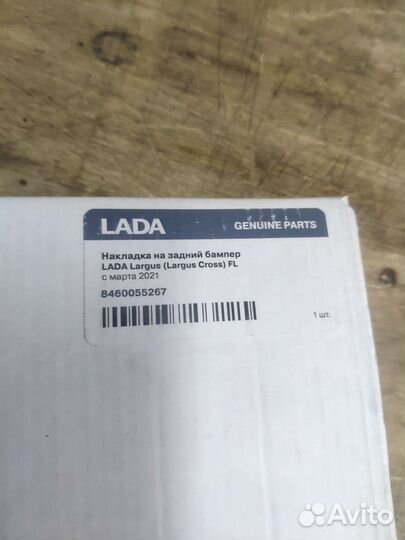 LADA
GENUINE PARTS
Накладка на задний бампер
LADA Largus (Largus Cross) FL
с марта 2021
8460055267
1 шт.
Avito